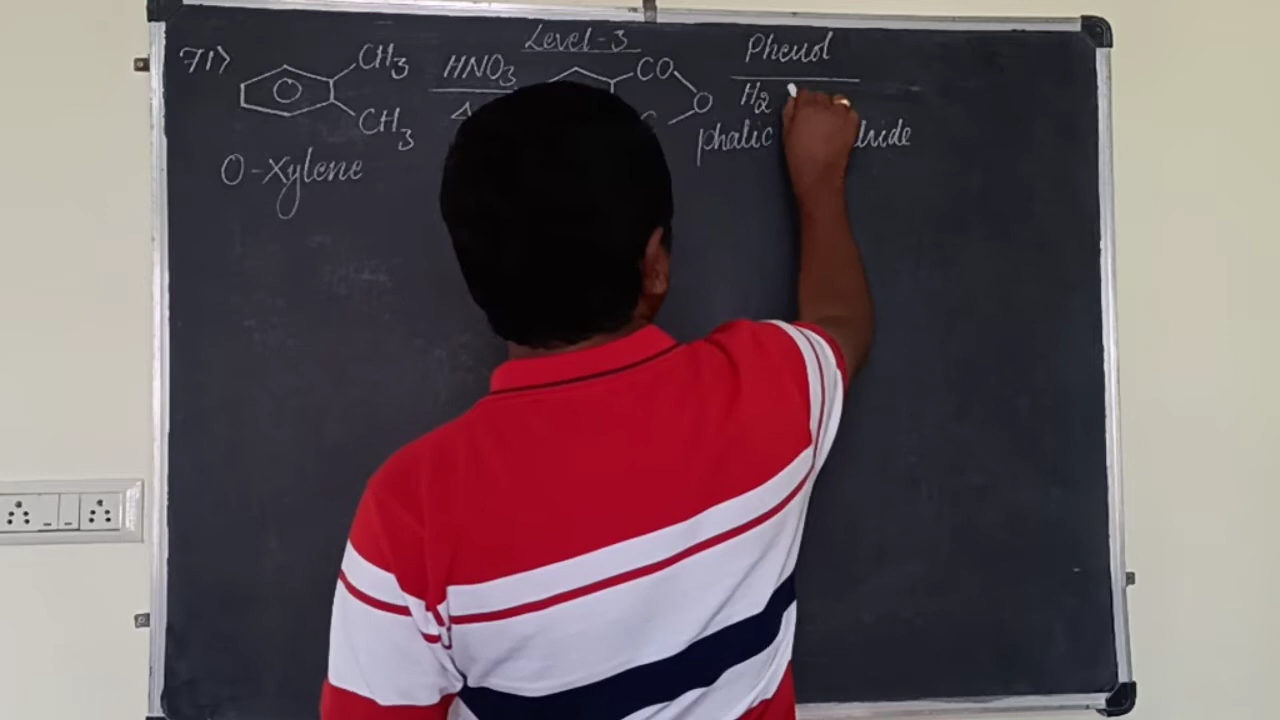 Level-3
71) CH3 HNO3 CO Phenol
O H2
CH3 phalic
O-Xylene